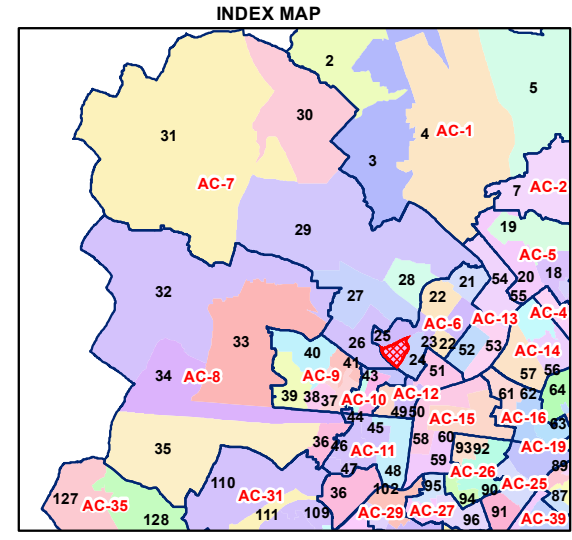 INDEX MAP
2
5
30
31
4 AC-1
3
AC-7
7 AC-2
19
29
AC-5
54 20 18
28 21
32
27
22
55
AC-4
AC-13
33
25
AC-6
26
23 22
52 53
AC-14
40
41
24
AC-9
43
51
57 56
34
AC-8
AC-12
61 62 64
39 38 37
AC-10
49 50
AC-15
AC-16
44
45
63
36 46
58 60
35
AC-11
93 92
AC-19
47
48
59
AC-26
89
110
AC-25
127
AC-35
AC-31
36
102
95
94 90
87
128
111
109
AC-29
AC-27
96
91
AC-39